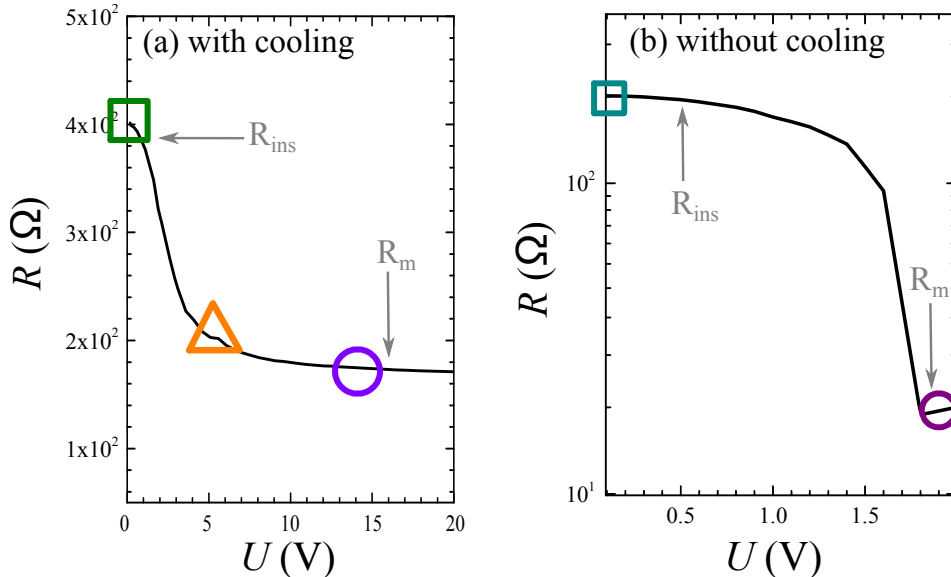 (a) with cooling
5x10²
4x10²
3x10²
2x10²
1x10²
R (Ω)
R_ins
R_m
0
5
10
15
20
U (V)
(b) without cooling
10²
10¹
R (Ω)
R_ins
R_m'
0.5
1.0
1.5
U (V)